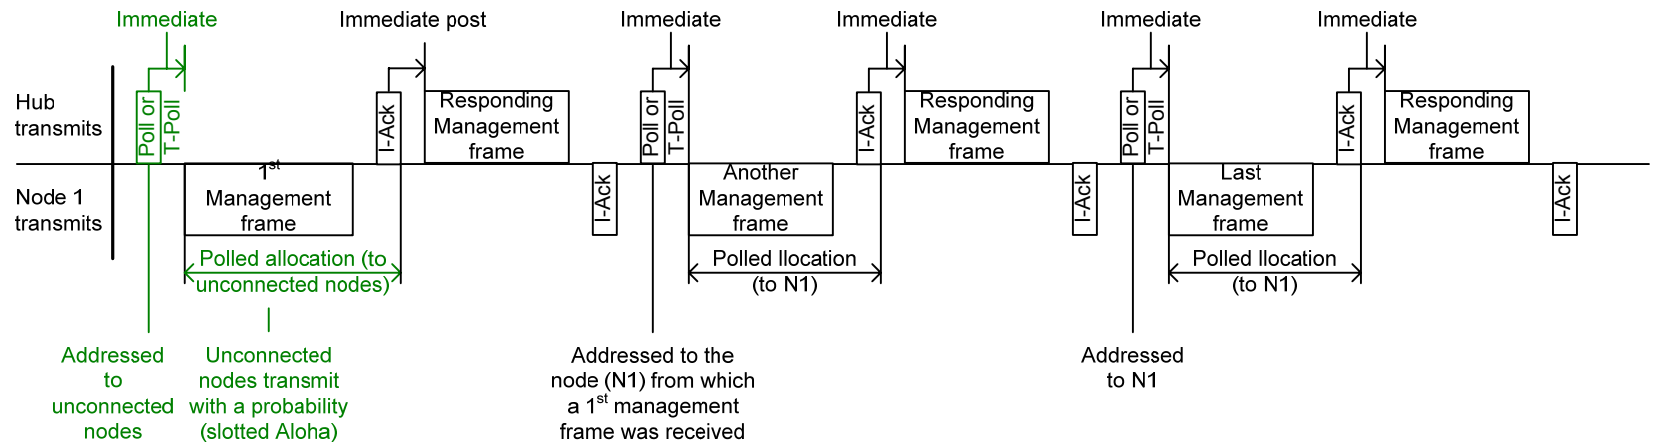 Immediate
Immediate post
Immediate
Immediate
Immediate
Immediate
Hub
transmits
Poll or
T-Poll
I-Ack
Responding
Management
frame
Poll or
T-Poll
I-Ack
Responding
Management
frame
Poll or
T-Poll
I-Ack
Responding
Management
frame
Node 1
transmits
1st
Management
frame
I-Ack
Another
Management
frame
I-Ack
Last
Management
frame
I-Ack
Polled allocation (to
unconnected nodes)
Polled llocation
(to N1)
Polled llocation
(to N1)
Addressed
to
unconnected
nodes
Unconnected
nodes transmit
with a probability
(slotted Aloha)
Addressed to the
node (N1) from which
a 1st management
frame was received
Addressed
to N1